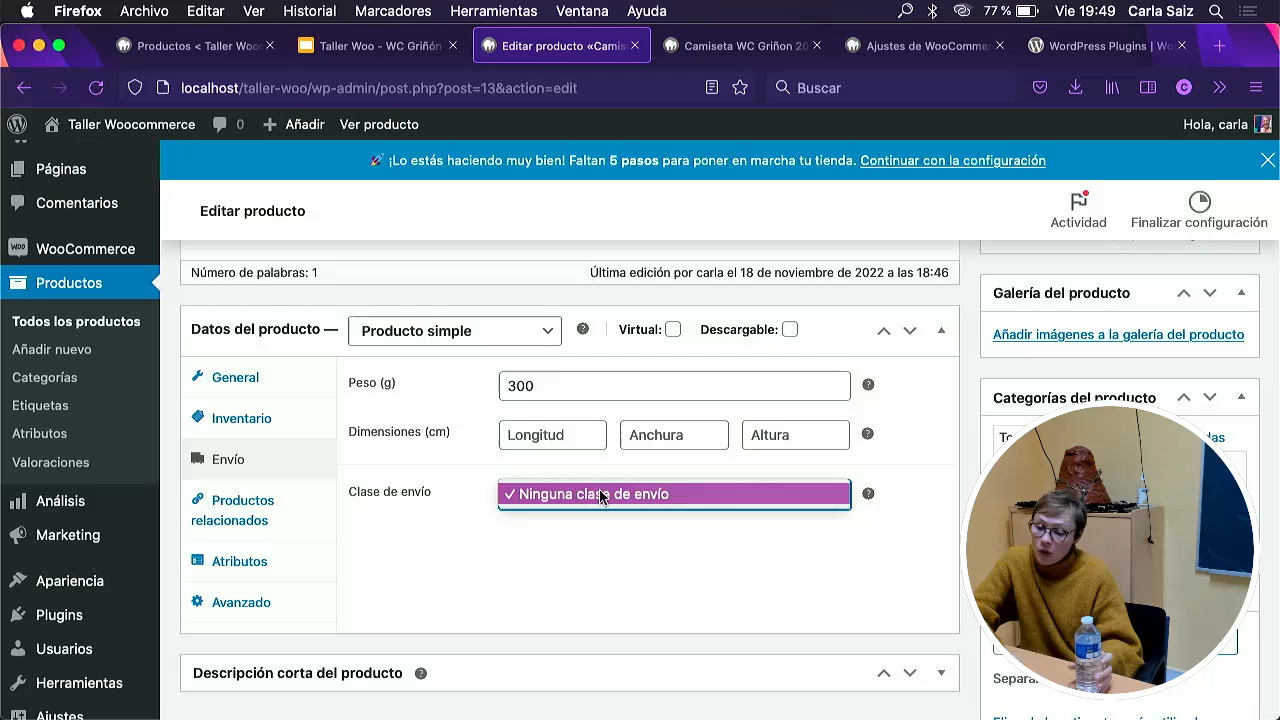 Firefox Archivo Editar Ver Historial Marcadores Herramientas Ventana Ayuda 77 % Vie 19:49 Carla Saiz
Productos < Taller Wooc
Taller Woo - WC Griñón
Editar producto «Camis
Camiseta WC Griñon 20
Ajustes de WooCommer
WordPress Plugins | Wo
localhost/taller-woo/wp-admin/post.php?post=13&action=edit
Buscar
Taller Woocommerce 0 Añadir Ver producto
Hola, carla
Páginas
Comentarios
WooCommerce
Productos
Todos los productos
Añadir nuevo
Categorías
Etiquetas
Atributos
Valoraciones
Análisis
Marketing
Apariencia
Plugins
Usuarios
Herramientas
Ajustes
¡Lo estás haciendo muy bien! Faltan 5 pasos para poner en marcha tu tienda. Continuar con la configuración
Editar producto
Actividad
Finalizar configuración
Número de palabras: 1
Última edición por carla el 18 de noviembre de 2022 a las 18:46
Datos del producto —
Producto simple
Virtual:
Descargable:
General
Inventario
Envío
Productos
relacionados
Atributos
Avanzado
Peso (g)
300
Dimensiones (cm)
Longitud
Anchura
Altura
Clase de envío
✓ Ninguna clase de envío
Descripción corta del producto
Galería del producto
Añadir imágenes a la galería del producto
Categorías del producto